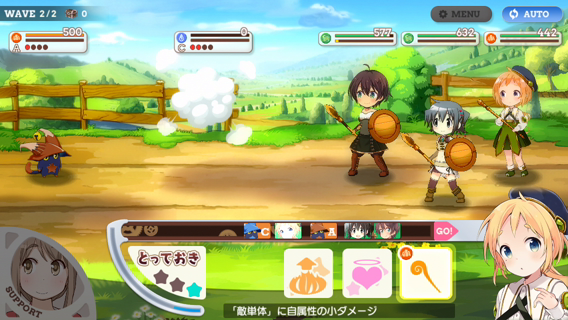 WAVE 2/2 0
MENU
AUTO
500
A
0
C
577
632
442
C
A
GO!
とっておき
SUPPORT
「敵単体」に自属性の小ダメージ